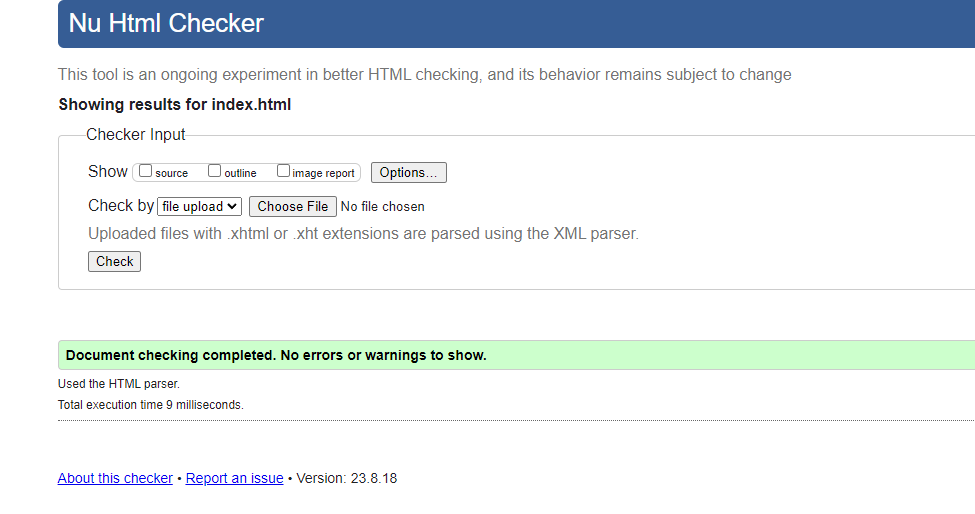 Nu Html Checker
This tool is an ongoing experiment in better HTML checking, and its behavior remains subject to change
Showing results for index.html
Checker Input
Show source outline image report Options...
Check by file upload Choose File No file chosen
Uploaded files with .xhtml or .xht extensions are parsed using the XML parser.
Check
Document checking completed. No errors or warnings to show.
Used the HTML parser.
Total execution time 9 milliseconds.
About this checker • Report an issue • Version: 23.8.18